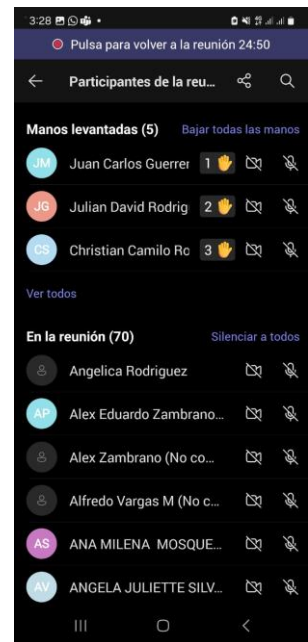 3:28
Pulsa para volver a la reunión 24:50
Participantes de la reu...
Manos levantadas (5) Bajar todas las manos
JM Juan Carlos Guerrer 1
JG Julian David Rodrig 2
CS Christian Camilo Ro 3
Ver todos
En la reunión (70) Silenciar a todos
Angelica Rodriguez
AP Alex Eduardo Zambrano...
Alex Zambrano (No co...
Alfredo Vargas M (No c...
AS ANA MILENA MOSQUE...
AV ANGELA JULIETTE SILV...